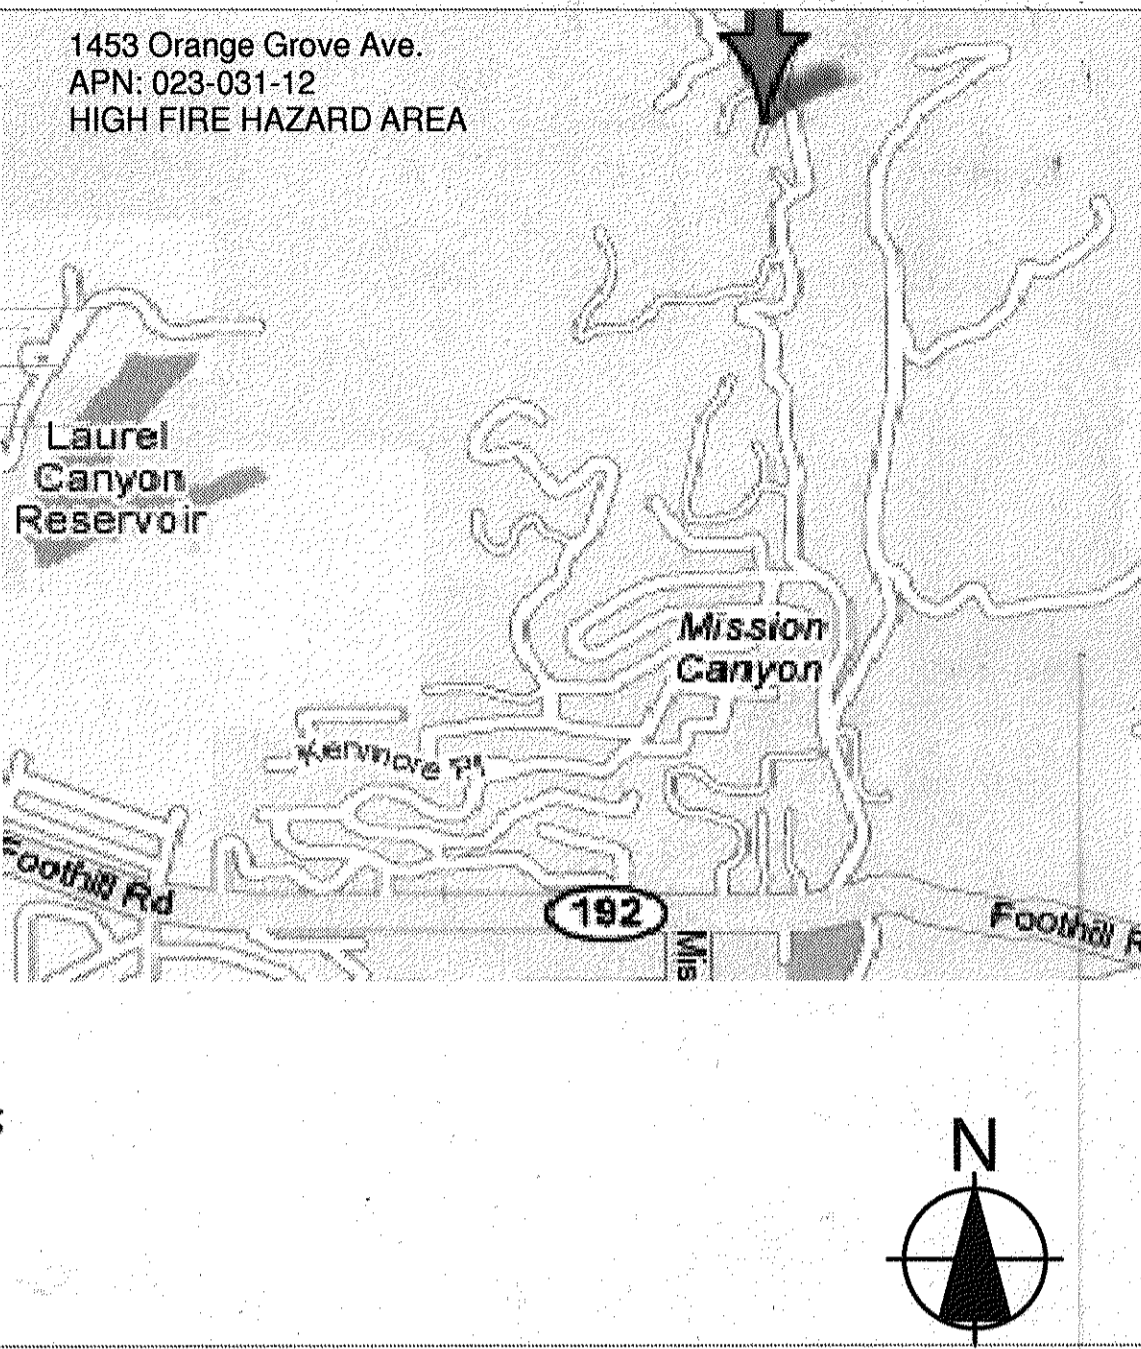 1453 Orange Grove Ave.
APN: 023-031-12
HIGH FIRE HAZARD AREA
Laurel
Canyon
Reservoir
Mission
Canyon
Kenmore Pl
Foothill Rd
192
Foothill R
Mis
N